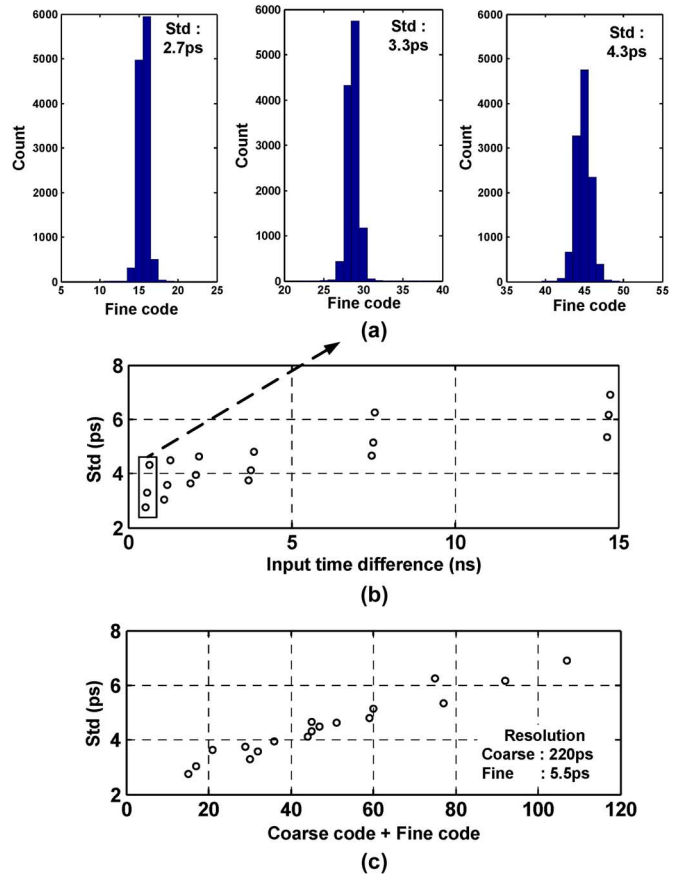 6000
5000
4000
3000
2000
1000
0
Count
Std :
2.7ps
5 10 15 20 25
Fine code
6000
5000
4000
3000
2000
1000
0
Count
Std :
3.3ps
20 25 30 35 40
Fine code
6000
5000
4000
3000
2000
1000
0
Count
Std :
4.3ps
35 40 45 50 55
Fine code
(a)
8
6
4
2
Std (ps)
0 5 10 15
Input time difference (ns)
(b)
8
6
4
2
Std (ps)
Resolution
Coarse : 220ps
Fine : 5.5ps
0 20 40 60 80 100 120
Coarse code + Fine code
(c)